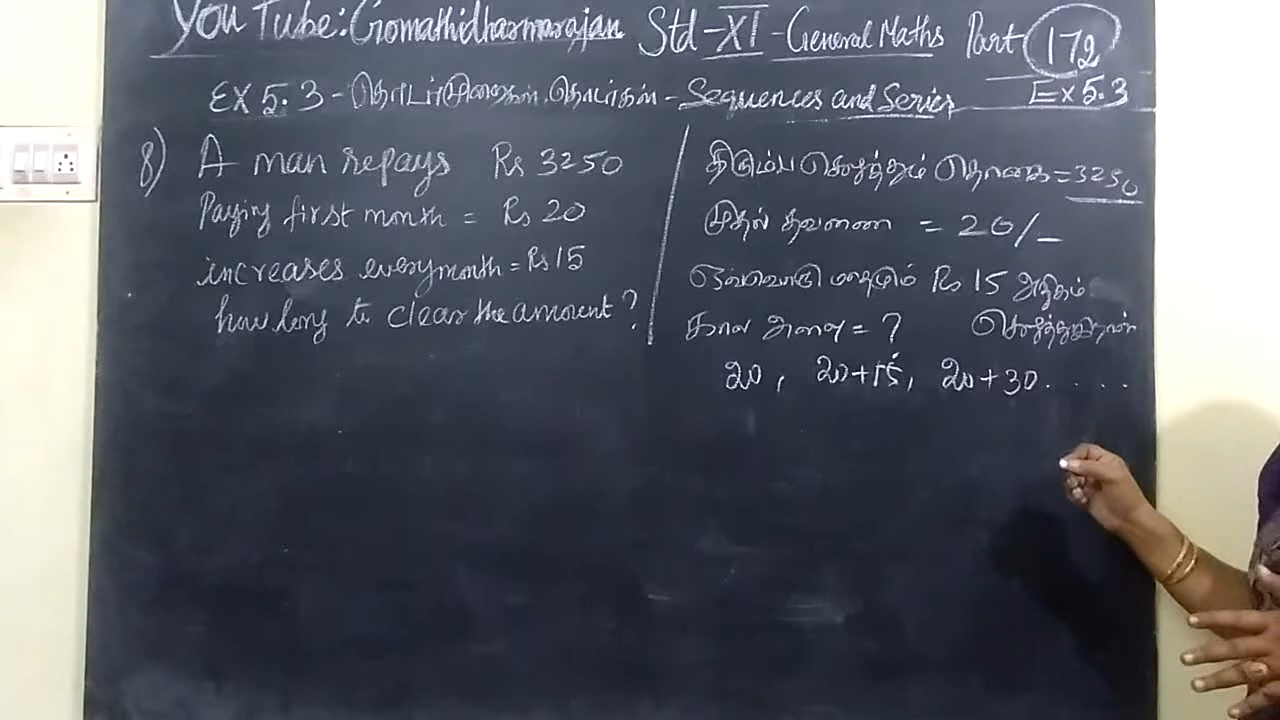 YouTube:Gomathidharmarajan Std-XI-General Maths Part 172
EX 5.3 - தொடர்முறைகள் தொடர்கள் - Sequences and Series Ex 5.3
8) A man repays Rs 3250
Paying first month = Rs 20
increases every month = Rs 15
how long to clear the amount?
திரும்ப செலுத்தும் தொகை = 3250
முதல் தவணை = 20/-
ஒவ்வொரு மாதமும் Rs 15 அதிகம்
செலுத்துகிறான்
கால அளவு = ?
20, 20+15, 20+30.....